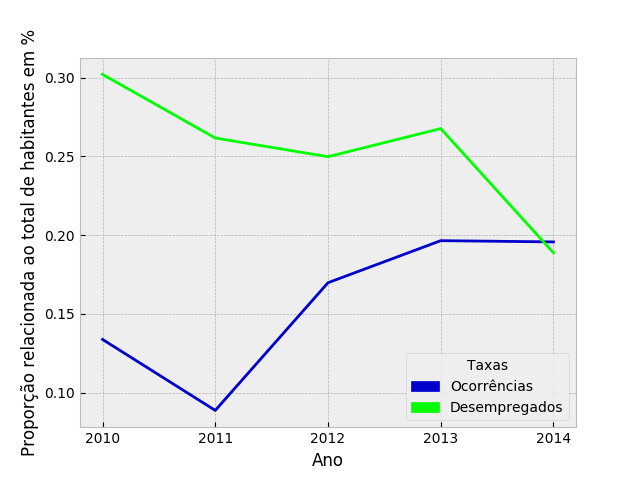 Proporção relacionada ao total de habitantes em %
0.30
0.25
0.20
0.15
0.10
Taxas
Ocorrências
Desempregados
2010 2011 2012 2013 2014
Ano